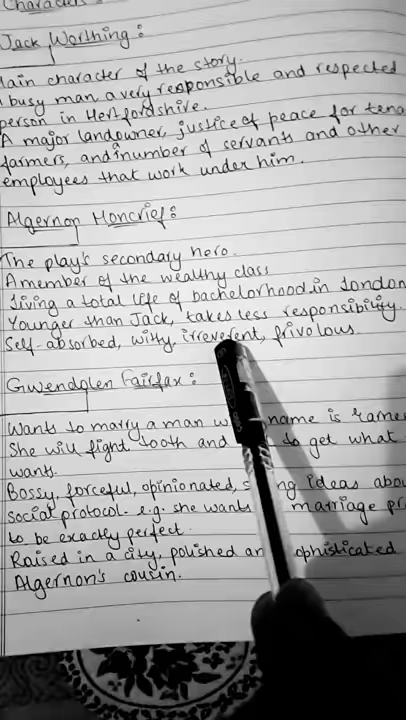 Characters:
Jack Worthing:
Main character of the story.
a busy man a very responsible and respected
person in Hertfordshire.
A major landowner, justice of peace for tena
farmers, and a number of servants and other
employees that work under him.
Algernon Moncrief:
The play's secondary hero.
A member of the wealthy class
living a total life of bachelorhood in London
Younger than Jack, takes less responsibility.
Self-absorbed, witty, irreverent, frivolous.
Gwendolen Fairfax:
Wants to marry a man w name is
She will fight tooth and to get what
wants.
Bossy, forceful, opinionated, ideas abou
social protocol. e.g. she wants marriage pr
to be exactly perfect.
Raised in a city, polished an ophisticated
Algernon's cousin.